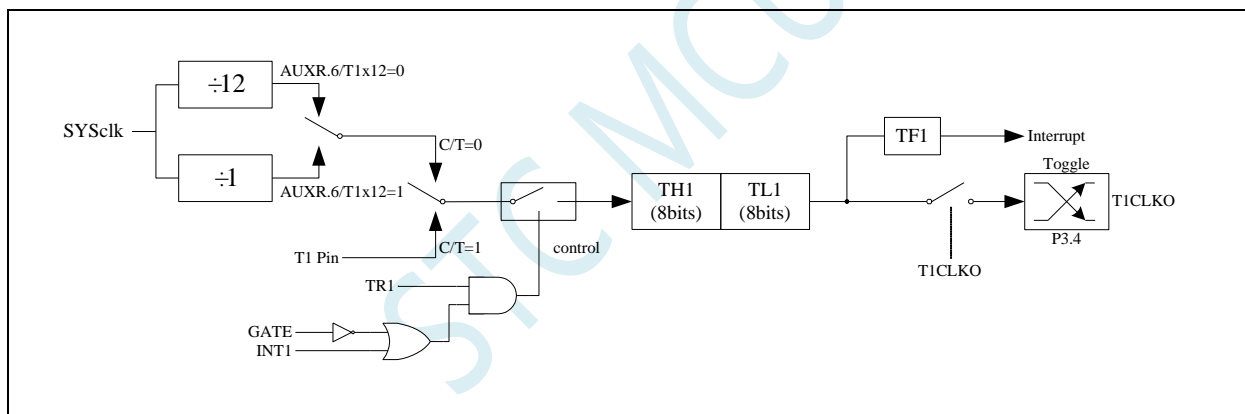 ÷12
AUXR.6/T1x12=0
SYSclk
÷1
AUXR.6/T1x12=1
C/T=0
C/T=1
T1 Pin
control
TR1
GATE
INT1
TH1
(8bits)
TL1
(8bits)
TF1
Interrupt
Toggle
T1CLKO
P3.4
T1CLKO
STC MCU